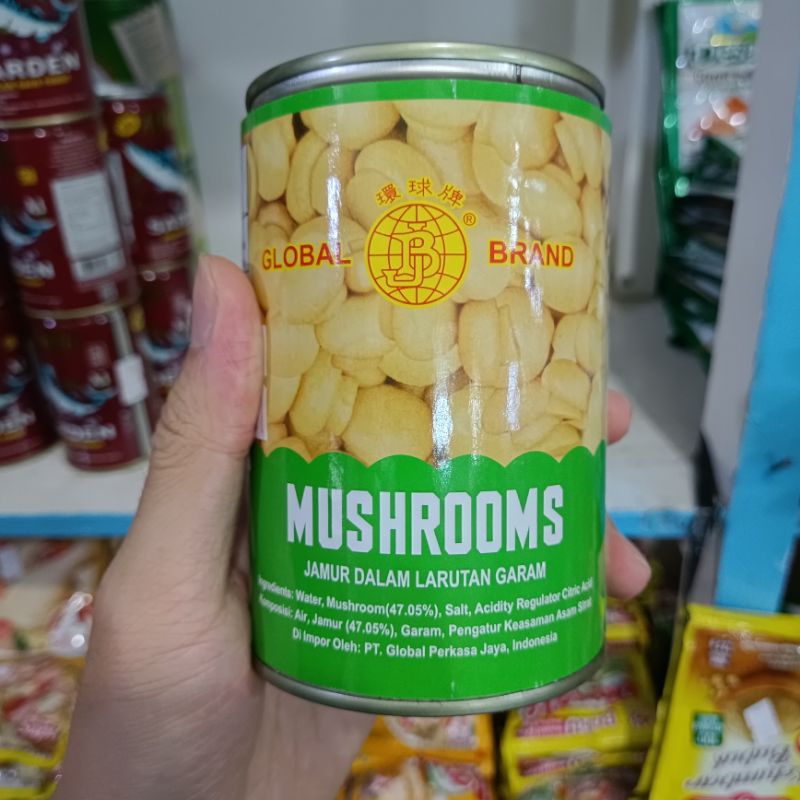 環球牌
GLOBAL BRAND
®
MUSHROOMS
JAMUR DALAM LARUTAN GARAM
Ingredients: Water, Mushroom(47.05%), Salt, Acidity Regulator Citric Acid
Komposisi: Air, Jamur (47.05%), Garam, Pengatur Keasaman Asam Sitrat
Di Impor Oleh: PT. Global Perkasa Jaya, Indonesia